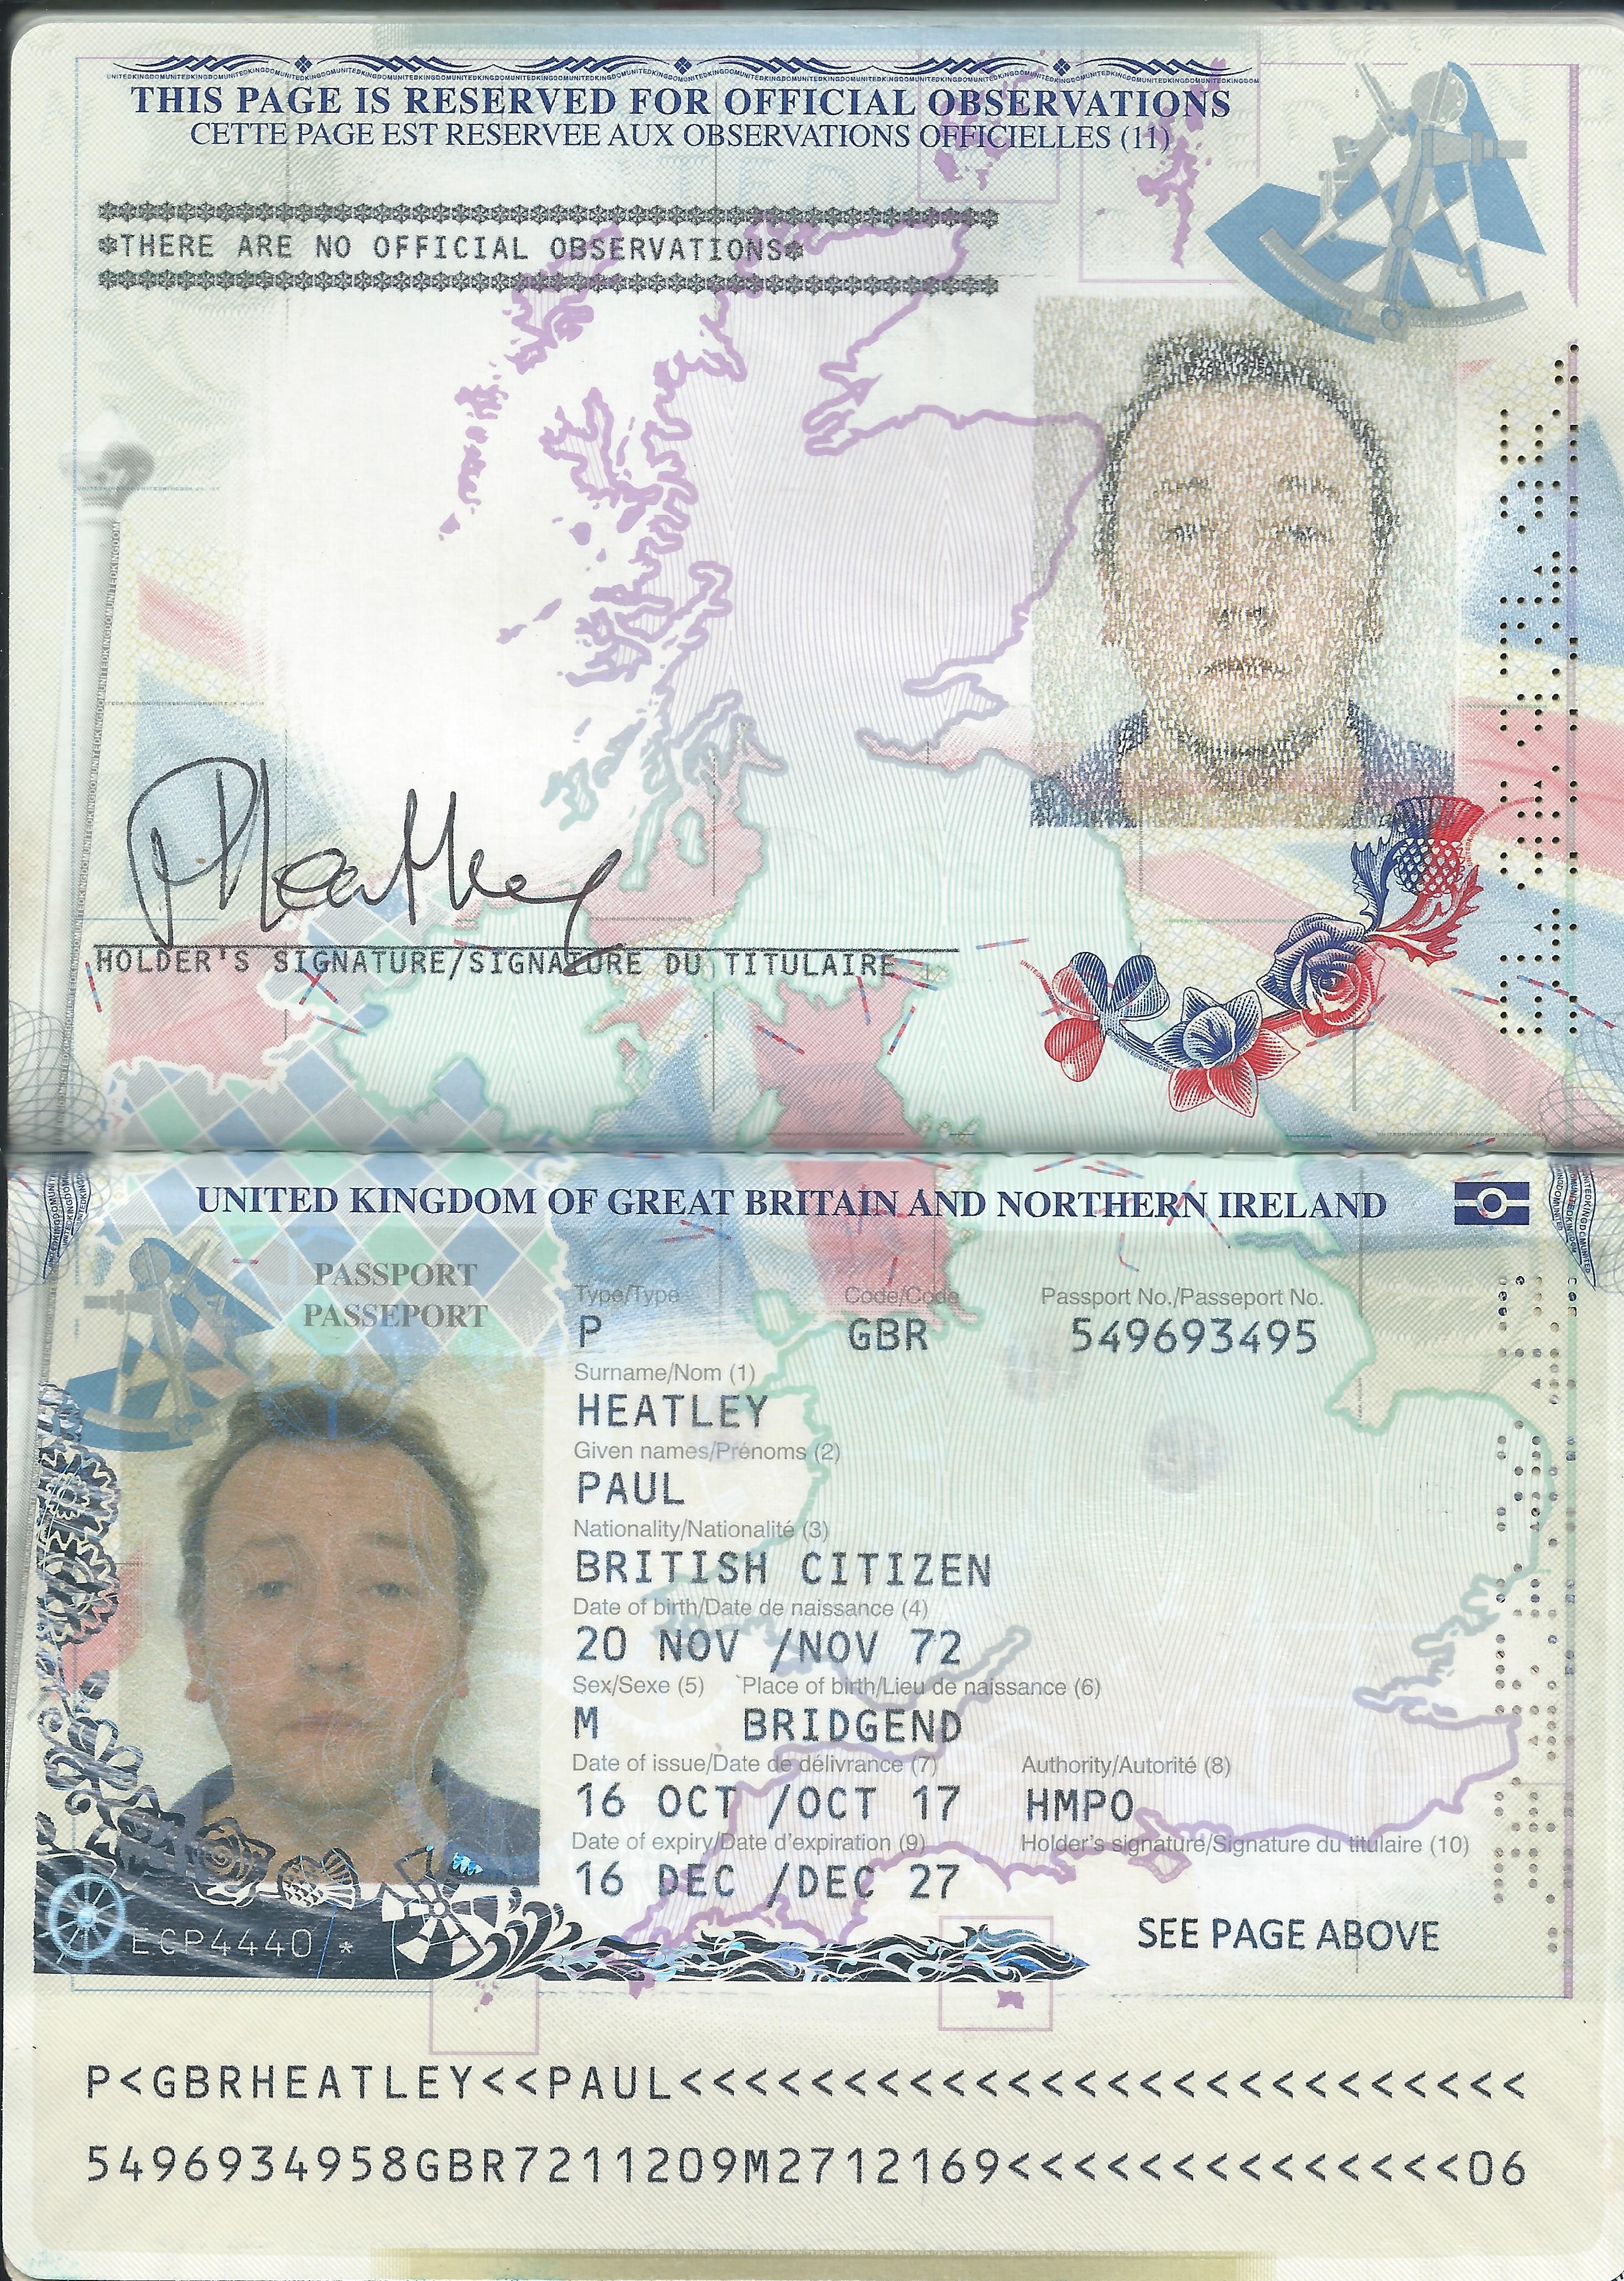 THIS PAGE IS RESERVED FOR OFFICIAL OBSERVATIONS
CETTE PAGE EST RESERVEE AUX OBSERVATIONS OFFICIELLES (11)
*THERE ARE NO OFFICIAL OBSERVATIONS*
PHeatley
HOLDER'S SIGNATURE/SIGNATURE DU TITULAIRE
UNITED KINGDOM OF GREAT BRITAIN AND NORTHERN IRELAND
PASSPORT
PASSEPORT
Type/Type Code/Code Passport No./Passeport No.
P GBR 549693495
Surname/Nom (1)
HEATLEY
Given names/Prénoms (2)
PAUL
Nationality/Nationalité (3)
BRITISH CITIZEN
Date of birth/Date de naissance (4)
20 NOV /NOV 72
Sex/Sexe (5) Place of birth/Lieu de naissance (6)
M BRIDGEND
Date of issue/Date de délivrance (7) Authority/Autorité (8)
16 OCT /OCT 17 HMPO
Date of expiry/Date d'expiration (9) Holder's signature/Signature du titulaire (10)
16 DEC /DEC 27
SEE PAGE ABOVE
ECP4440 *
P<GBRHEATLEY<<PAUL<<<<<<<<<<<<<<<<<<<<<<<<<<
5496934958GBR7211209M2712169<<<<<<<<<<<<<<06